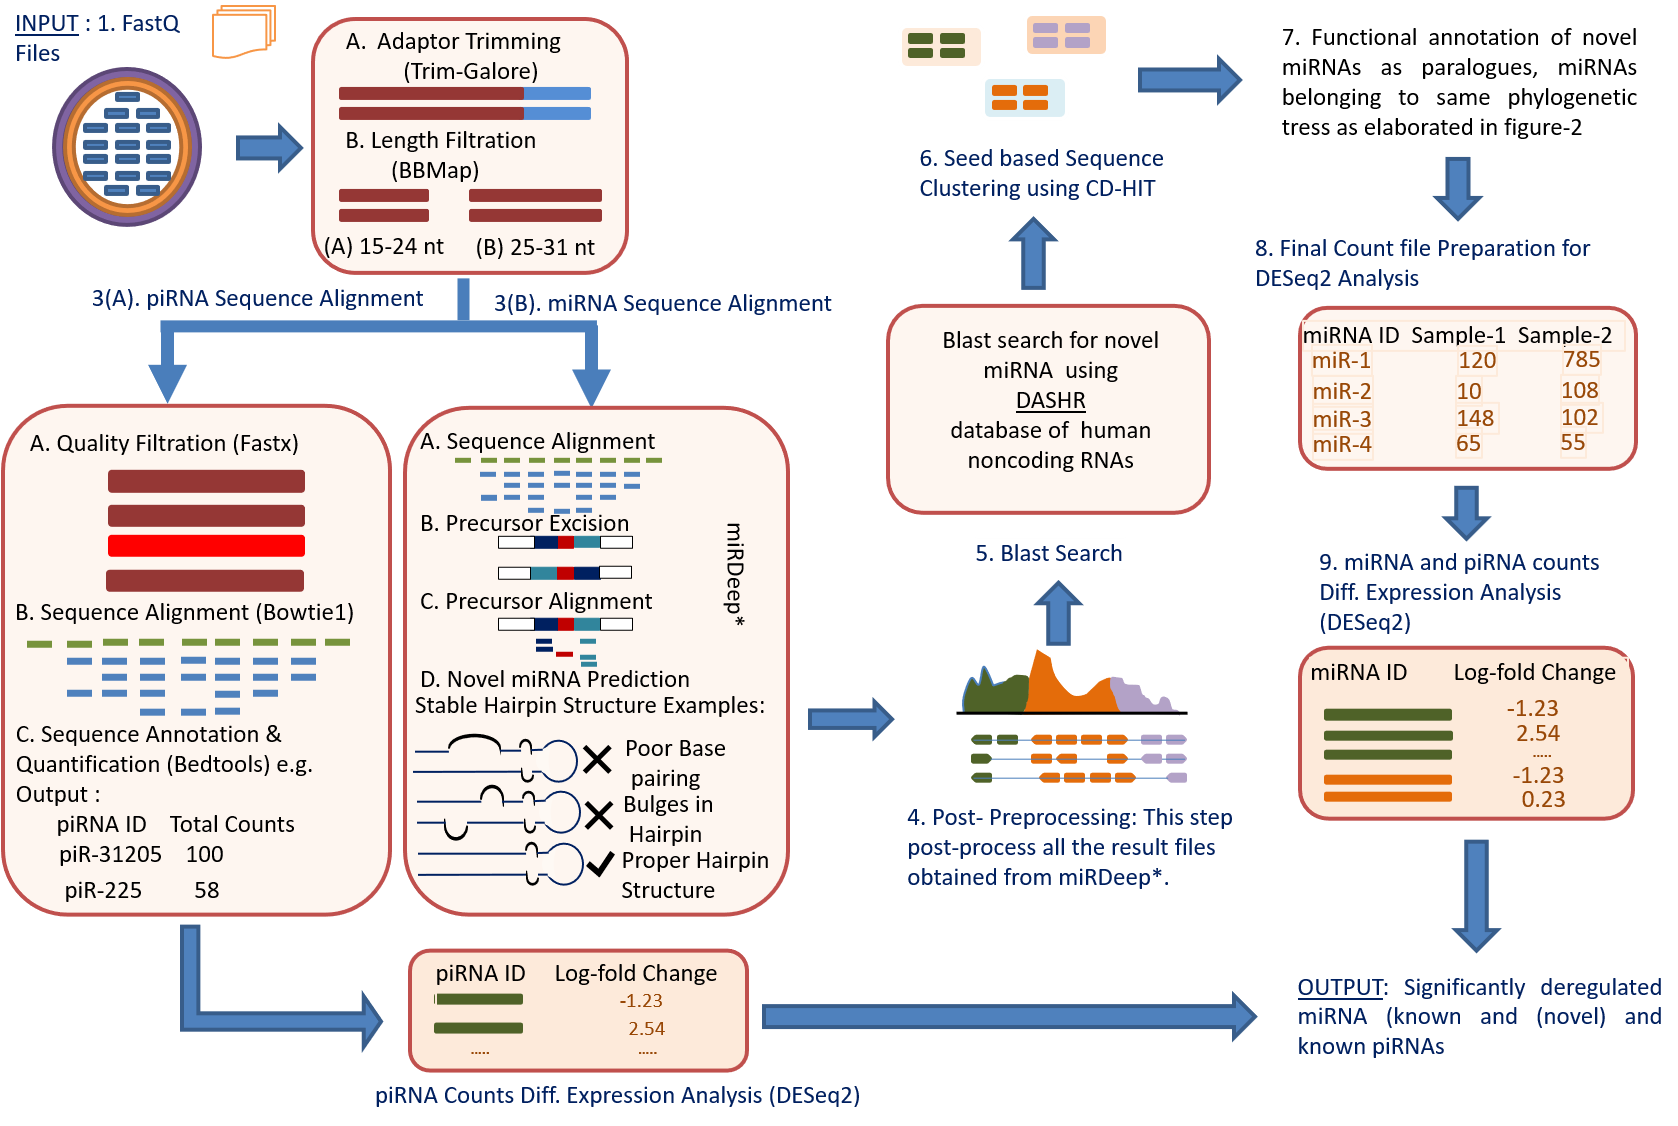 INPUT : 1. FastQ
Files
A. Adaptor Trimming
(Trim-Galore)
B. Length Filtration
(BBMap)
(A) 15-24 nt (B) 25-31 nt
3(A). piRNA Sequence Alignment
3(B). miRNA Sequence Alignment
A. Quality Filtration (Fastx)
B. Sequence Alignment (Bowtie1)
C. Sequence Annotation &
Quantification (Bedtools) e.g.
Output :
piRNA ID Total Counts
piR-31205 100
piR-225 58
A. Sequence Alignment
B. Precursor Excision
C. Precursor Alignment
D. Novel miRNA Prediction
Stable Hairpin Structure Examples:
Poor Base
pairing
Bulges in
Hairpin
Proper Hairpin
Structure
miRDeep*
piRNA ID Log-fold Change
-1.23
2.54
..... .....
piRNA Counts Diff. Expression Analysis (DESeq2)
4. Post- Preprocessing: This step
post-process all the result files
obtained from miRDeep*.
5. Blast Search
Blast search for novel
miRNA using
DASHR
database of human
noncoding RNAs
6. Seed based Sequence
Clustering using CD-HIT
7. Functional annotation of novel
miRNAs as paralogues, miRNAs
belonging to same phylogenetic
tress as elaborated in figure-2
8. Final Count file Preparation for
DESeq2 Analysis
miRNA ID Sample-1 Sample-2
miR-1 120 785
miR-2 10 108
miR-3 148 102
miR-4 65 55
9. miRNA and piRNA counts
Diff. Expression Analysis
(DESeq2)
miRNA ID Log-fold Change
-1.23
2.54
.....
-1.23
0.23
OUTPUT: Significantly deregulated
miRNA (known and (novel) and
known piRNAs